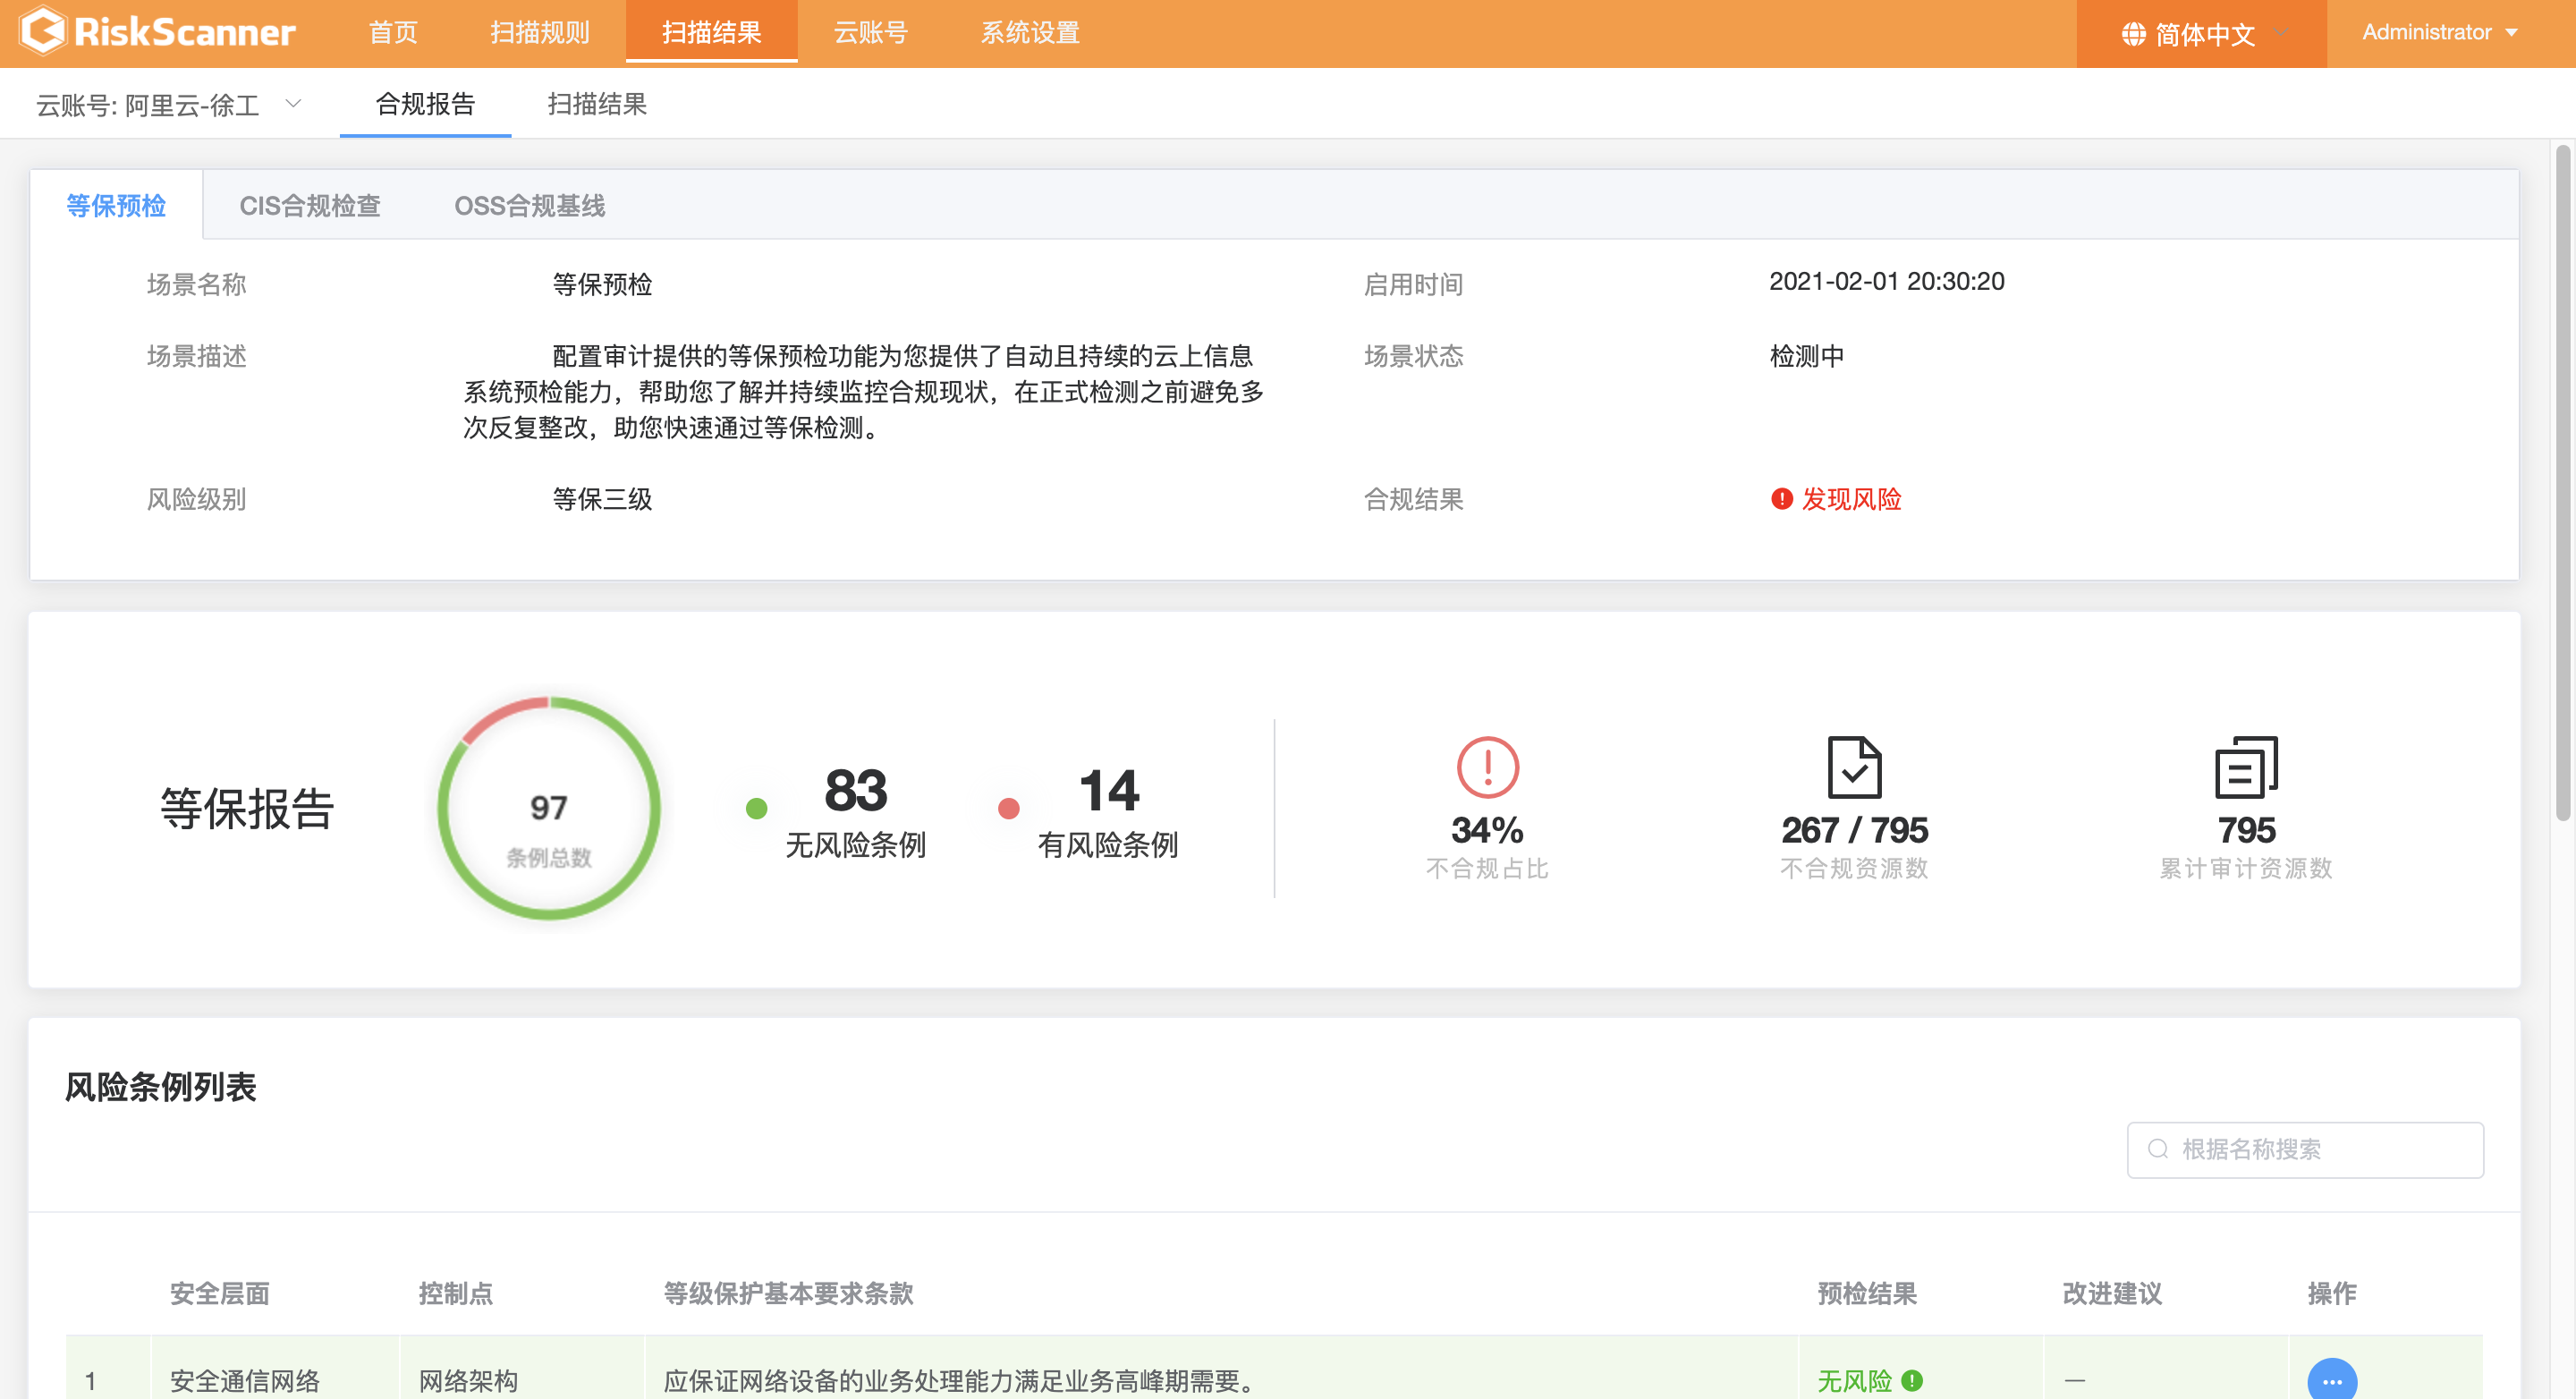 RiskScanner 首页 扫描规则 扫描结果 云账号 系统设置 简体中文 Administrator
云账号: 阿里云-徐工 合规报告 扫描结果
等保预检 CIS合规检查 OSS合规基线
场景名称 等保预检 启用时间 2021-02-01 20:30:20
场景描述 配置审计提供的等保预检功能为您提供了自动且持续的云上信息 场景状态 检测中
系统预检能力，帮助您了解并持续监控合规现状，在正式检测之前避免多
次反复整改，助您快速通过等保检测。
风险级别 等保三级 合规结果 发现风险
等保报告
97
条例总数
83
无风险条例
14
有风险条例
34%
不合规占比
267 / 795
不合规资源数
795
累计审计资源数
风险条例列表
根据名称搜索
安全层面 控制点 等级保护基本要求条款 预检结果 改进建议 操作
1 安全通信网络 网络架构 应保证网络设备的业务处理能力满足业务高峰期需要。 无风险 —